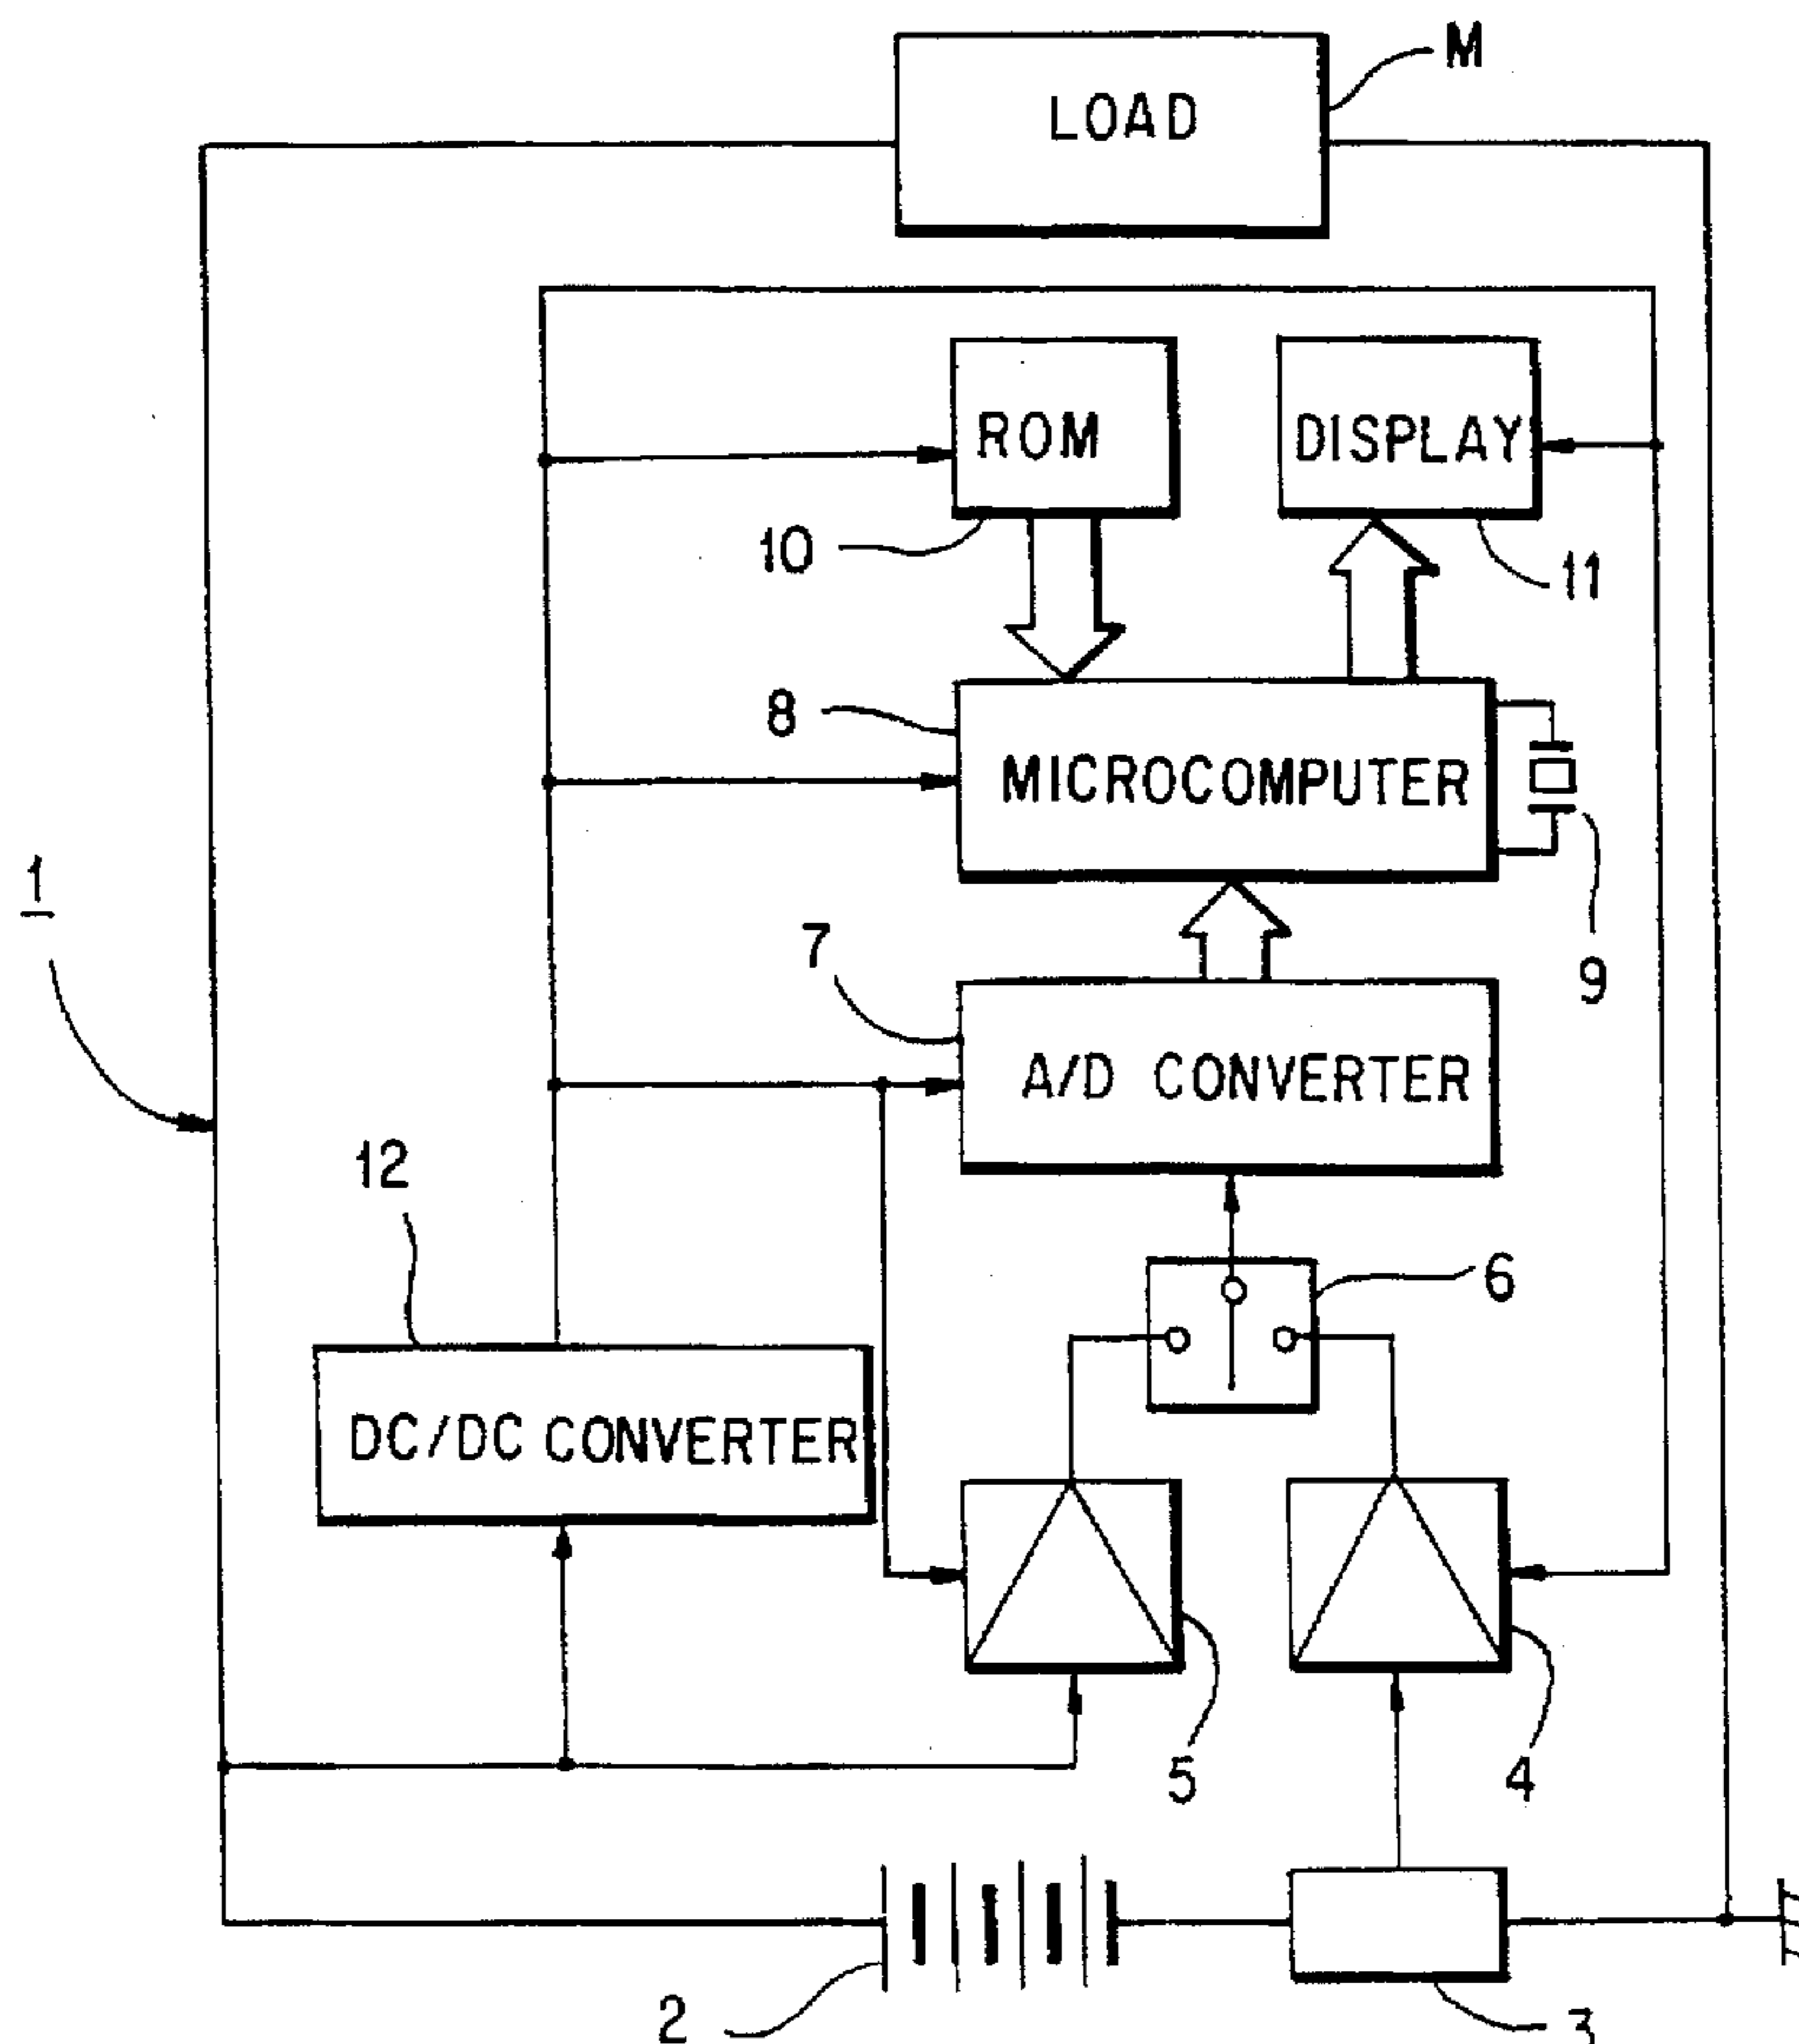 M
LOAD
ROM
DISPLAY
10
11
8
MICROCOMPUTER
1
7
9
A/D CONVERTER
12
6
DC/DC CONVERTER
5
4
2
3